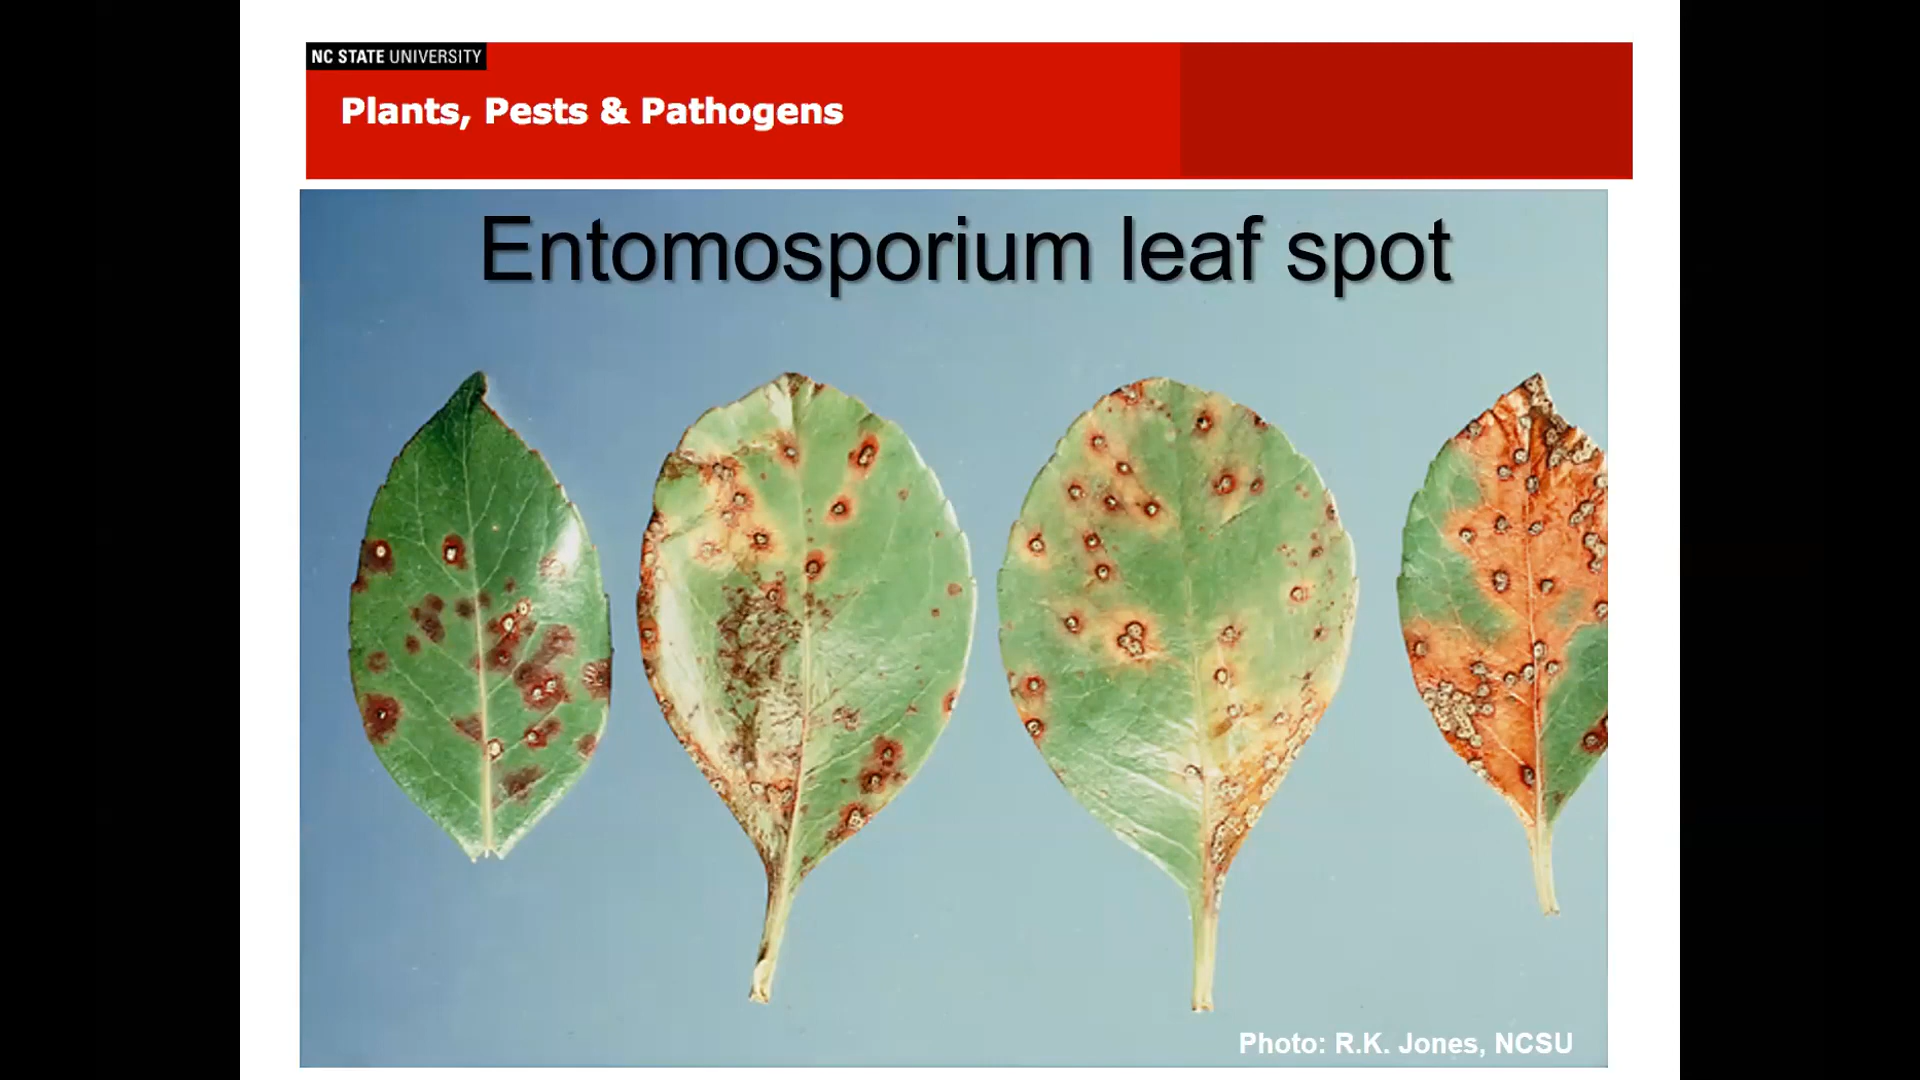 NC STATE UNIVERSITY
Plants, Pests & Pathogens
Entomosporium leaf spot
Photo: R.K. Jones, NCSU